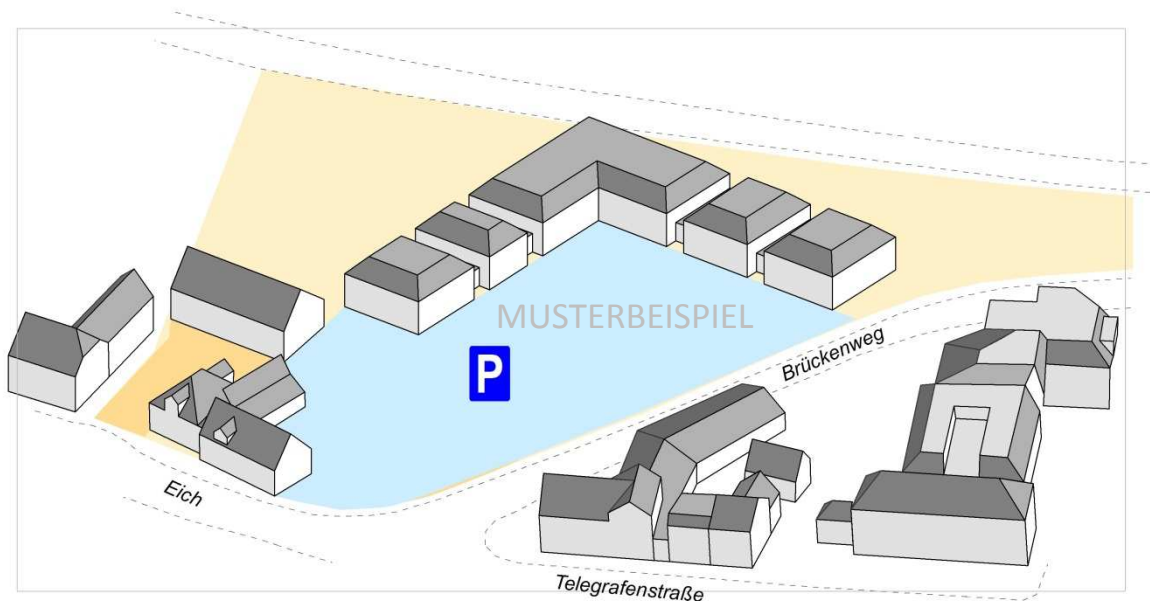 MUSTERBEISPIEL
P
Brückenweg
Eich
Telegrafenstraße